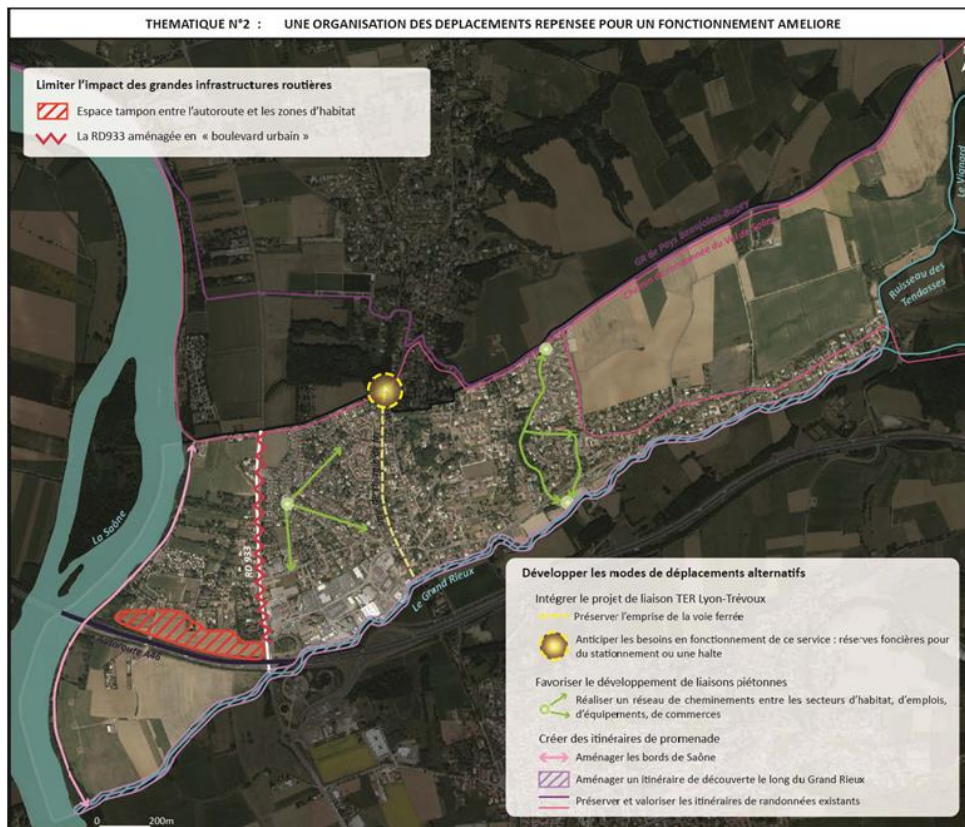 THEMATIQUE N°2 : UNE ORGANISATION DES DEPLACEMENTS REPENSEE POUR UN FONCTIONNEMENT AMELIORE
Limiter l'impact des grandes infrastructures routières
Espace tampon entre l'autoroute et les zones d'habitat
La RD933 aménagée en « boulevard urbain »
Le Vignard
GR de Pays Beaujolais-Bugey
Chemin de randonnée du Val de Saône
Ruisseau des
Tendasses
La Saône
RD 933
Le Grand Rieux
Autoroute A46
Développer les modes de déplacements alternatifs
Intégrer le projet de liaison TER Lyon-Trévoux
Préserver l'emprise de la voie ferrée
Anticiper les besoins en fonctionnement de ce service : réserves foncières pour
du stationnement ou une halte
Favoriser le développement de liaisons piétonnes
Réaliser un réseau de cheminements entre les secteurs d'habitat, d'emplois,
d'équipements, de commerces
Créer des itinéraires de promenade
Aménager les bords de Saône
Aménager un itinéraire de découverte le long du Grand Rieux
Préserver et valoriser les itinéraires de randonnées existants
0 200m